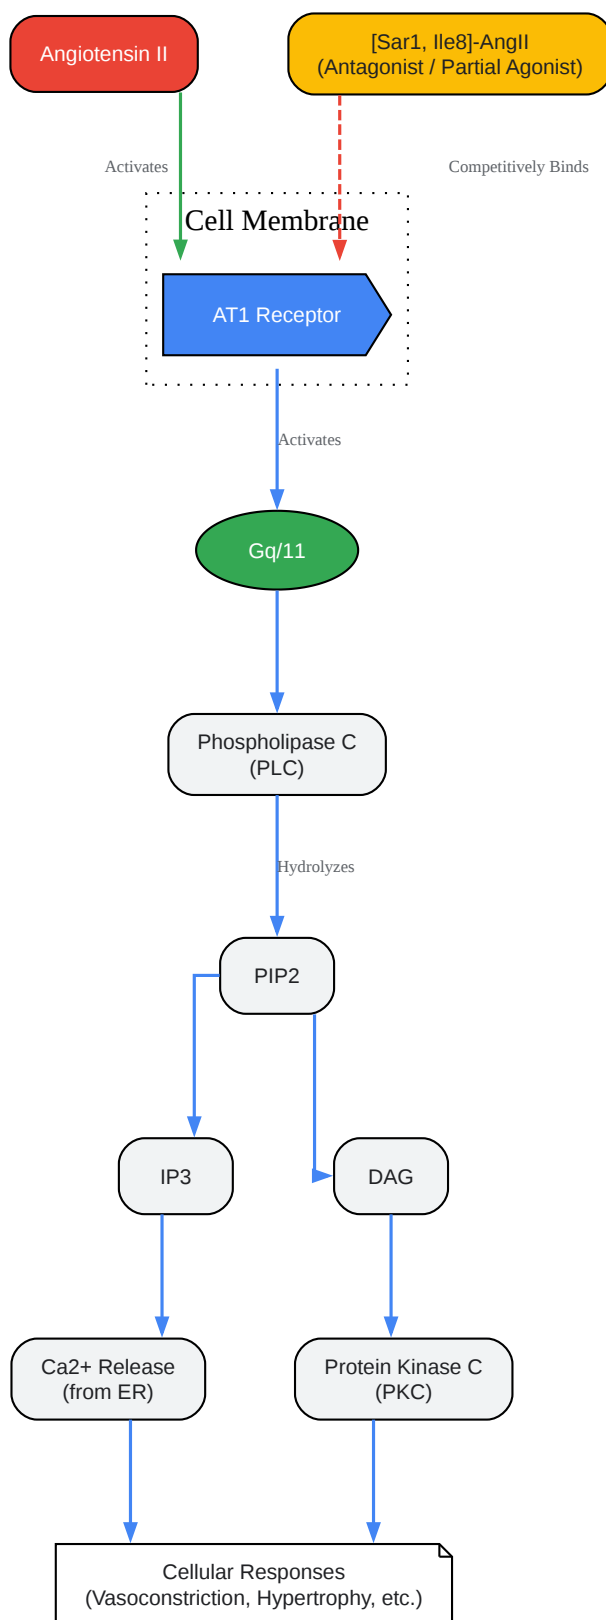 Angiotensin II
[Sar1, Ile8]-AngII
(Antagonist / Partial Agonist)
Activates
Competitively Binds
Cell Membrane
AT1 Receptor
Activates
Gq/11
Phospholipase C
(PLC)
Hydrolyzes
PIP2
IP3
DAG
Ca2+ Release
(from ER)
Protein Kinase C
(PKC)
Cellular Responses
(Vasoconstriction, Hypertrophy, etc.)